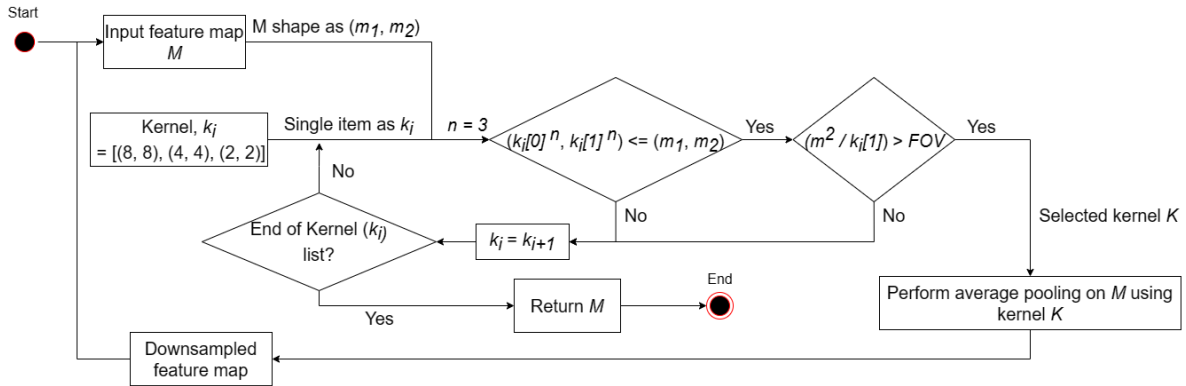 Start
Input feature map
M
M shape as (m1, m2)
Kernel, ki
= [(8, 8), (4, 4), (2, 2)]
Single item as ki
n = 3
(ki[0] n, ki[1] n) <= (m1, m2)
Yes
(m2 / ki[1]) > FOV
Yes
No
No
No
Selected kernel K
End of Kernel (ki)
list?
ki = ki+1
Yes
Return M
End
Perform average pooling on M using
kernel K
Downsampled
feature map